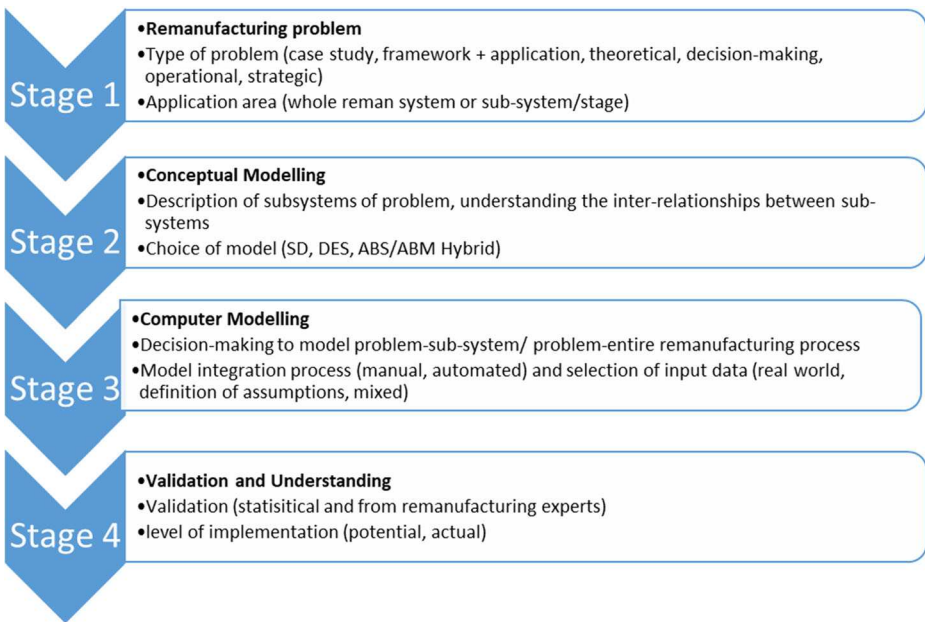 Stage 1
•Remanufacturing problem
•Type of problem (case study, framework + application, theoretical, decision-making,
operational, strategic)
•Application area (whole reman system or sub-system/stage)
Stage 2
•Conceptual Modelling
•Description of subsystems of problem, understanding the inter-relationships between sub-
systems
•Choice of model (SD, DES, ABS/ABM Hybrid)
Stage 3
•Computer Modelling
•Decision-making to model problem-sub-system/ problem-entire remanufacturing process
•Model integration process (manual, automated) and selection of input data (real world,
definition of assumptions, mixed)
Stage 4
•Validation and Understanding
•Validation (statisitical and from remanufacturing experts)
•level of implementation (potential, actual)